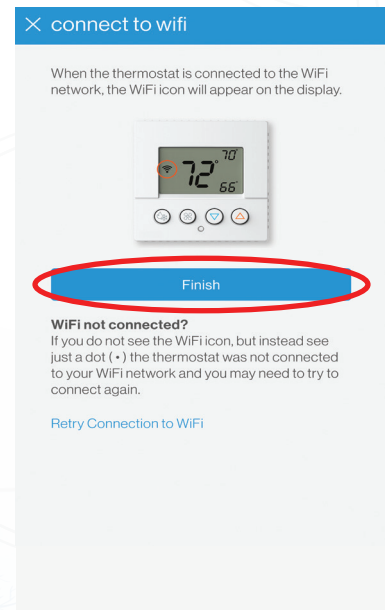 × connect to wifi
When the thermostat is connected to the WiFi
network, the WiFi icon will appear on the display.
70°
72°
66°
Finish
WiFi not connected?
If you do not see the WiFi icon, but instead see
just a dot ( • ) the thermostat was not connected
to your WiFi network and you may need to try to
connect again.
Retry Connection to WiFi